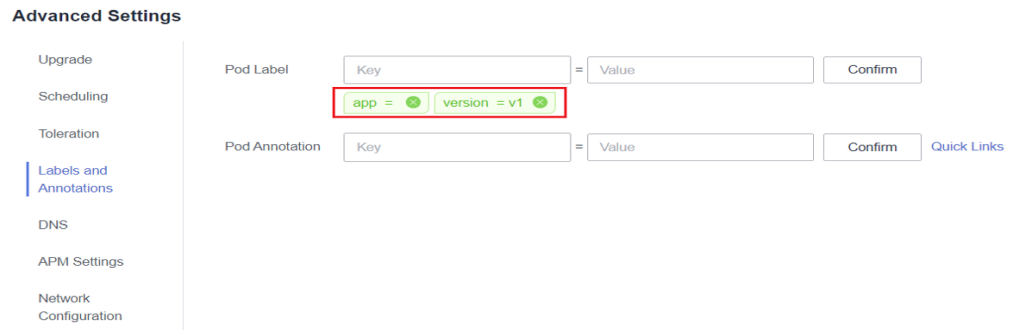 Advanced Settings
Upgrade
Scheduling
Toleration
Labels and
Annotations
DNS
APM Settings
Network
Configuration
Pod Label Key = Value Confirm
app = version = v1
Pod Annotation Key = Value Confirm Quick Links